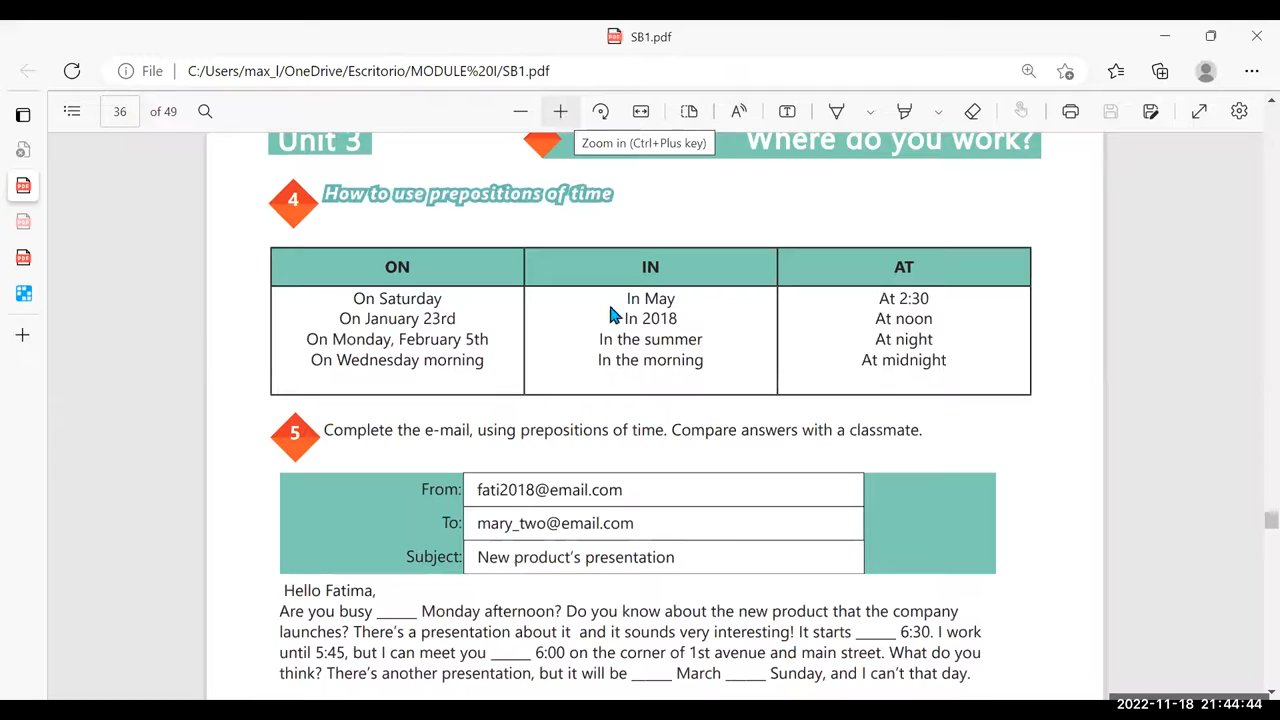 SB1.pdf
File
C:/Users/max_l/OneDrive/Escritorio/MODULE%20I/SB1.pdf
36 of 49
Zoom in (Ctrl+Plus key)
Unit 3
Where do you work?
4
How to use prepositions of time
ON IN AT
On Saturday In May At 2:30
On January 23rd In 2018 At noon
On Monday, February 5th In the summer At night
On Wednesday morning In the morning At midnight
5
Complete the e-mail, using prepositions of time. Compare answers with a classmate.
From: fati2018@email.com
To: mary_two@email.com
Subject: New product's presentation
Hello Fatima,
Are you busy _____ Monday afternoon? Do you know about the new product that the company
launches? There's a presentation about it and it sounds very interesting! It starts _____ 6:30. I work
until 5:45, but I can meet you _____ 6:00 on the corner of 1st avenue and main street. What do you
think? There's another presentation, but it will be _____ March _____ Sunday, and I can't that day.
2022-11-18 21:44:44